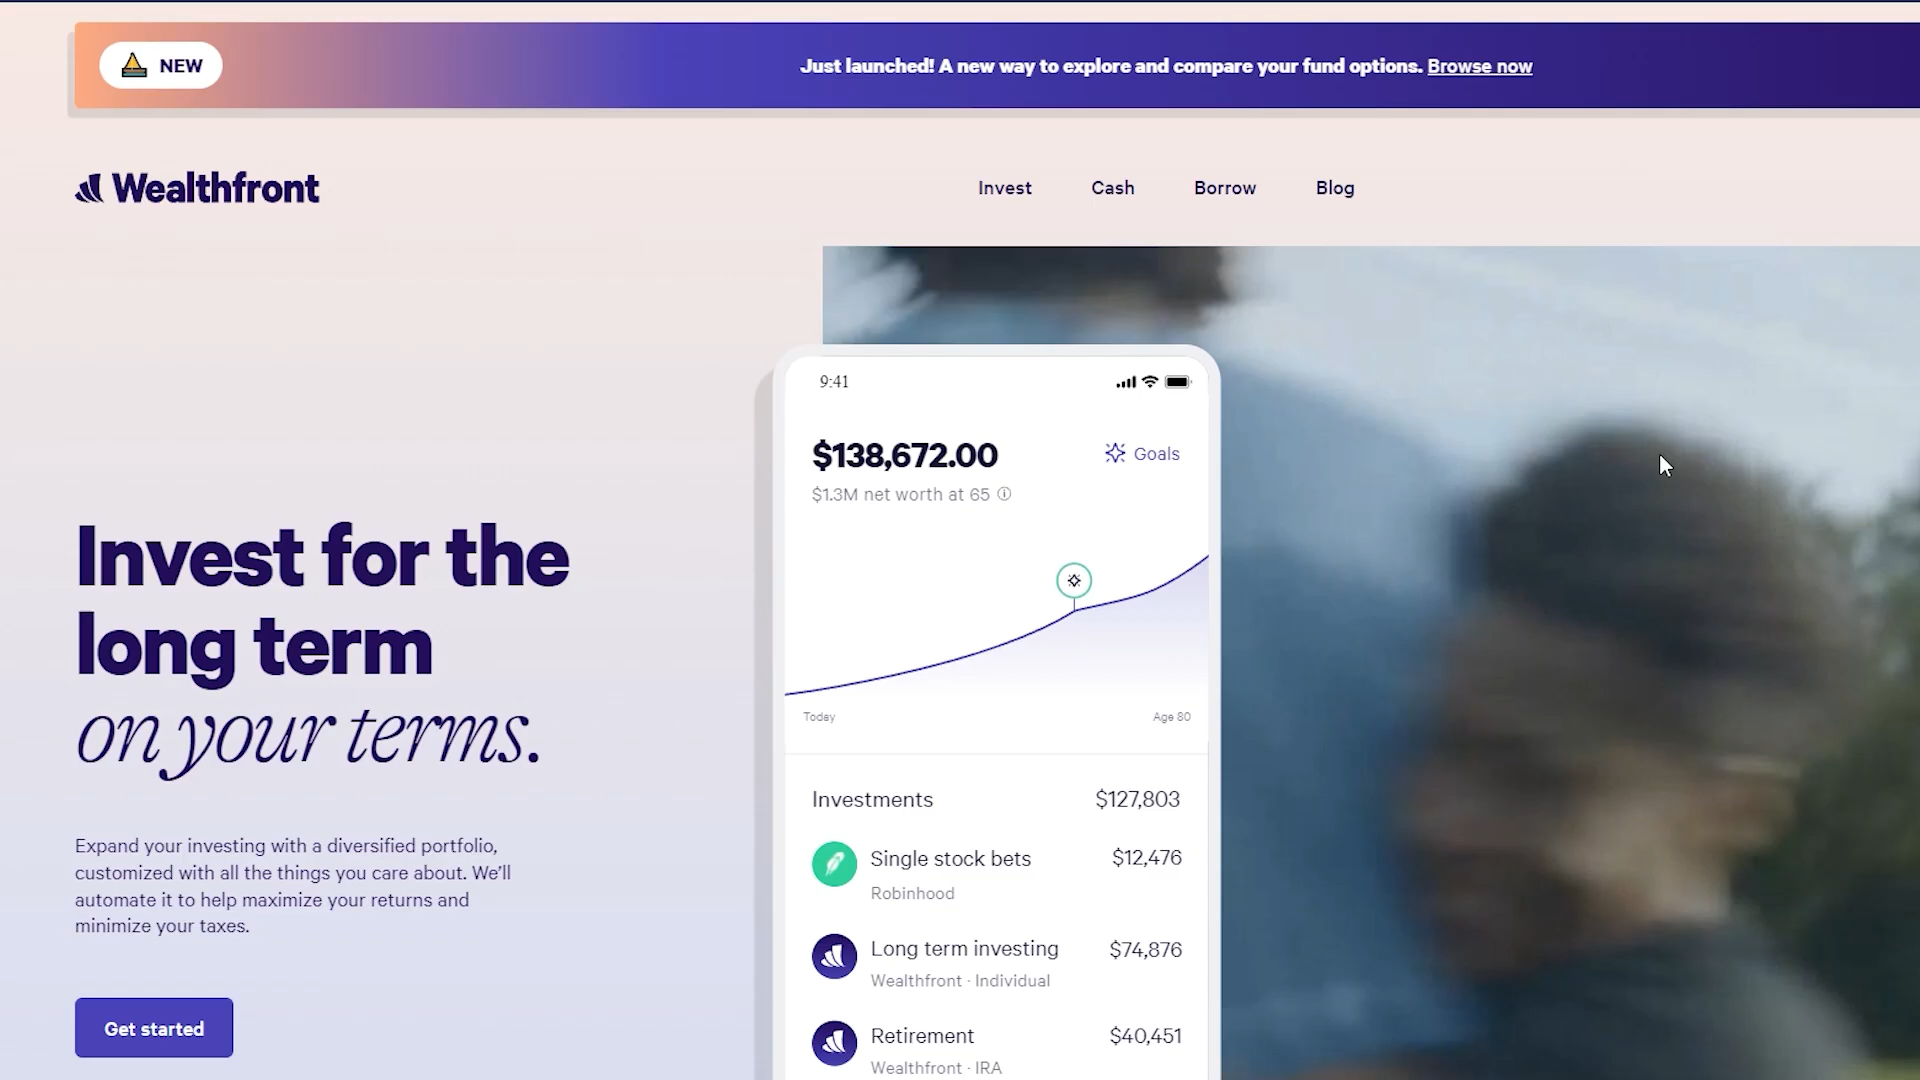 NEW
Just launched! A new way to explore and compare your fund options. Browse now
Wealthfront
Invest
Cash
Borrow
Blog
Invest for the
long term
on your terms.
Expand your investing with a diversified portfolio,
customized with all the things you care about. We’ll
automate it to help maximize your returns and
minimize your taxes.
Get started
9:41
$138,672.00
Goals
$1.3M net worth at 65
Today
Age 80
Investments
$127,803
Single stock bets
$12,476
Robinhood
Long term investing
$74,876
Wealthfront · Individual
Retirement
$40,451
Wealthfront · IRA